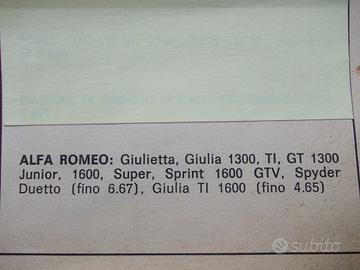 ALFA ROMEO: Giulietta, Giulia 1300, TI, GT 1300
Junior, 1600, Super, Sprint 1600 GTV, Spyder
Duetto (fino 6.67), Giulia TI 1600 (fino 4.65)
subito